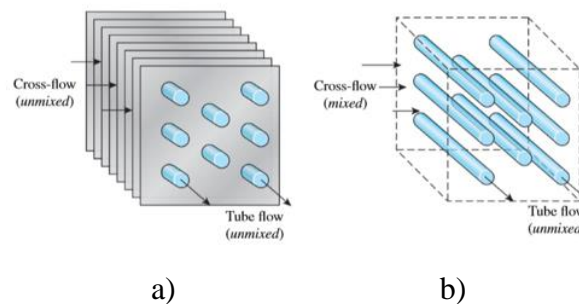 Cross-flow
(unmixed)
Tube flow
(unmixed)
a)
Cross-flow
(mixed)
Tube flow
(unmixed
b)